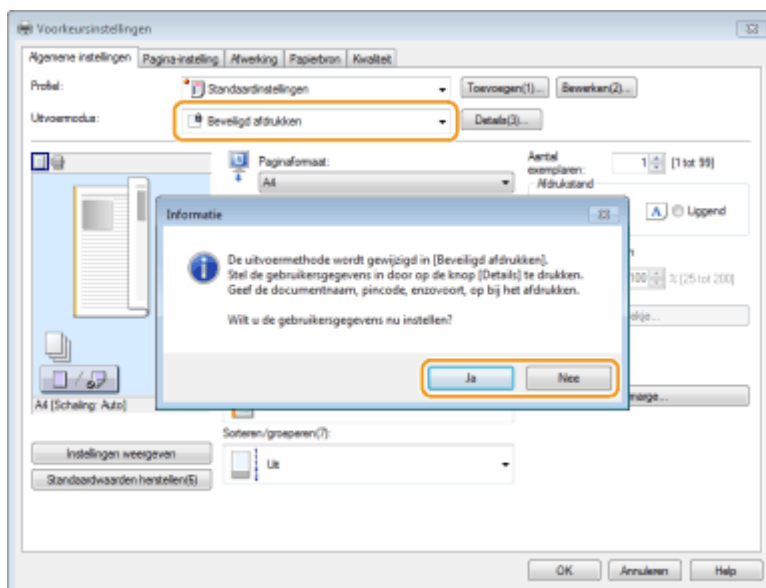 Voorkeursinstellingen
Algemene instellingen Pagina-instelling Afwerking Papierbron Kwaliteit
Profiel: Standaardinstellingen Toevoegen(1)... Bewerken(2)...
Uitvoermodus: Beveiligd afdrukken Details(3)...
Paginaformaat: Aantal exemplaren: 1 [1 tot 99]
A4 Afdrukstand
Informatie
A Liggend
De uitvoermethode wordt gewijzigd in [Beveiligd afdrukken].
Stel de gebruikersgegevens in door op de knop [Details] te drukken.
Geef de documentnaam, pincode, enzovoort, op bij het afdrukken.
100 % [25 tot 200]
Wilt u de gebruikersgegevens nu instellen?
Ja Nee
marge...
A4 [Schaling: Auto]
Sorteren/groeperen(7):
Instellingen weergeven
Uit
Standaardwaarden herstellen(6)
OK Annuleren Help